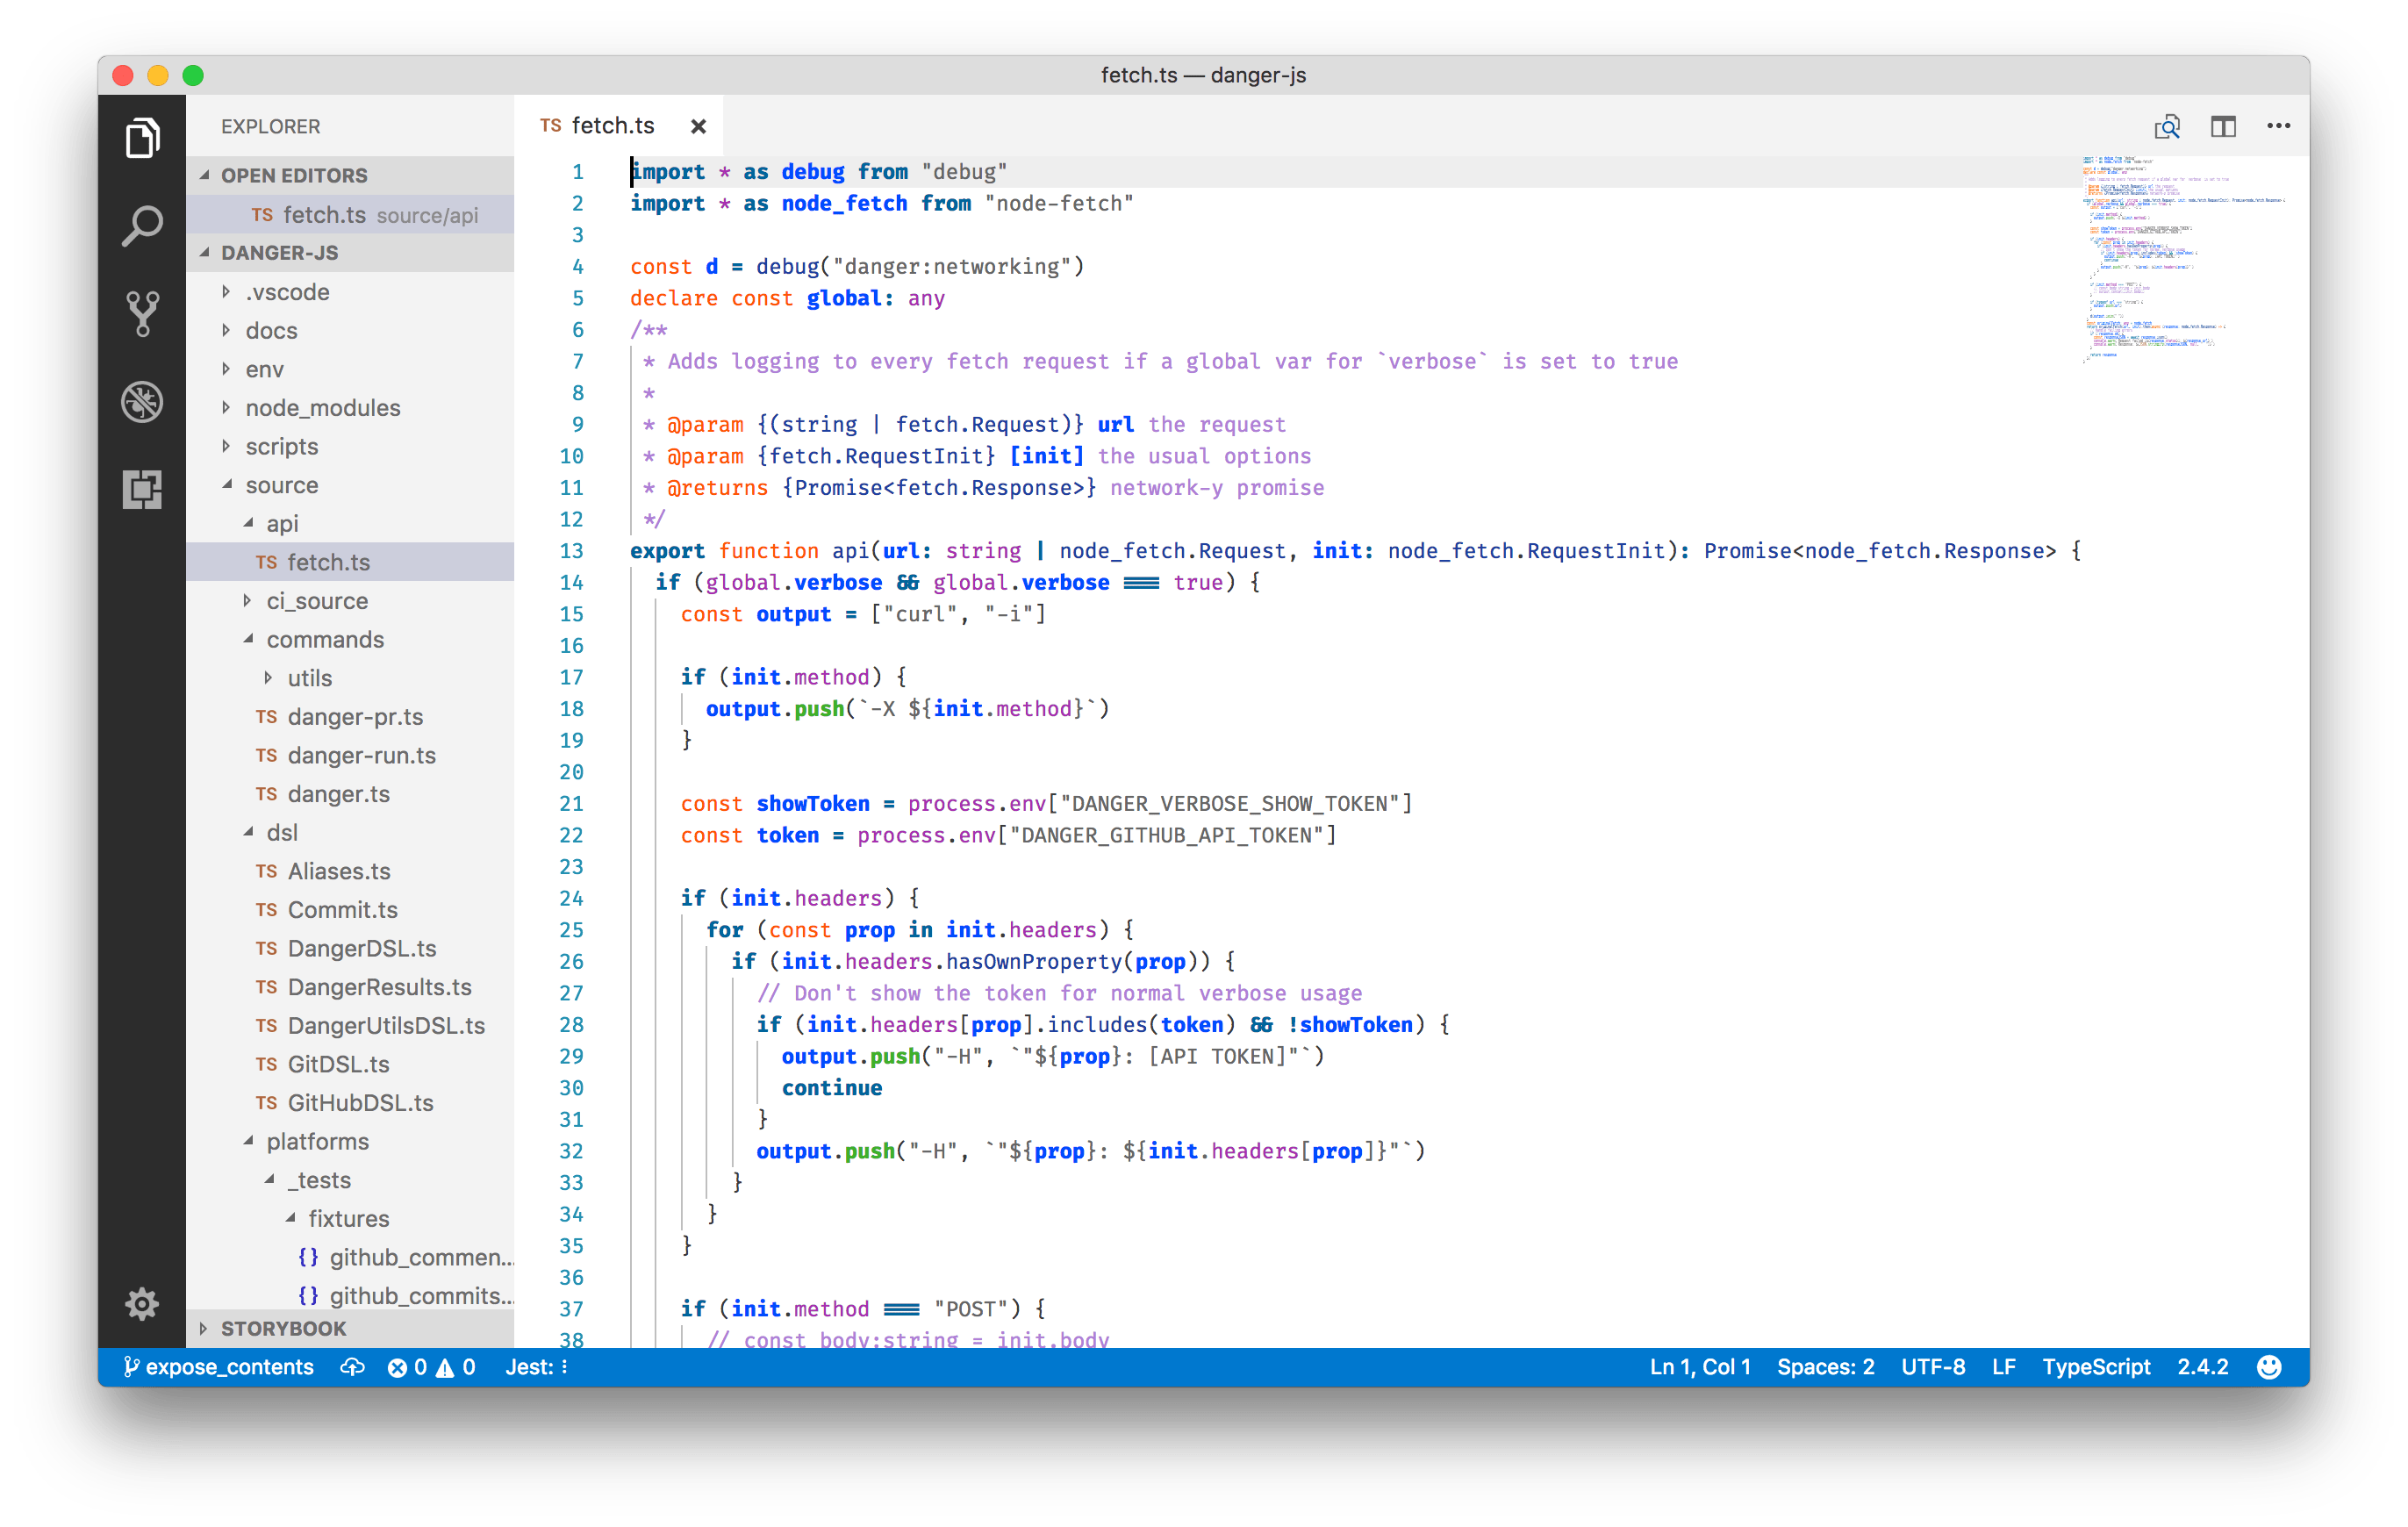 fetch.ts — danger-js
EXPLORER
OPEN EDITORS
TS fetch.ts source/api
DANGER-JS
.vscode
docs
env
node_modules
scripts
source
api
TS fetch.ts
ci_source
commands
utils
TS danger-pr.ts
TS danger-run.ts
TS danger.ts
dsl
TS Aliases.ts
TS Commit.ts
TS DangerDSL.ts
TS DangerResults.ts
TS DangerUtilsDSL.ts
TS GitDSL.ts
TS GitHubDSL.ts
platforms
_tests
fixtures
{} github_commen...
{} github_commits...
STORYBOOK
TS fetch.ts
1 import * as debug from "debug"
2 import * as node_fetch from "node-fetch"
3
4 const d = debug("danger:networking")
5 declare const global: any
6 /**
7 * Adds logging to every fetch request if a global var for `verbose` is set to true
8 *
9 * @param {(string | fetch.Request)} url the request
10 * @param {fetch.RequestInit} [init] the usual options
11 * @returns {Promise<fetch.Response>} network-y promise
12 */
13 export function api(url: string | node_fetch.Request, init: node_fetch.RequestInit): Promise<node_fetch.Response> {
14 if (global.verbose && global.verbose === true) {
15 const output = ["curl", "-i"]
16
17 if (init.method) {
18 output.push(`-X ${init.method}`)
19 }
20
21 const showToken = process.env["DANGER_VERBOSE_SHOW_TOKEN"]
22 const token = process.env["DANGER_GITHUB_API_TOKEN"]
23
24 if (init.headers) {
25 for (const prop in init.headers) {
26 if (init.headers.hasOwnProperty(prop)) {
27 // Don't show the token for normal verbose usage
28 if (init.headers[prop].includes(token) && !showToken) {
29 output.push("-H", `"${prop}: [API TOKEN]"`)
30 continue
31 }
32 output.push("-H", `"${prop}: ${init.headers[prop]}"`)
33 }
34 }
35 }
36
37 if (init.method === "POST") {
38 // const body:string = init.body
expose_contents 0 0 Jest: Ln 1, Col 1 Spaces: 2 UTF-8 LF TypeScript 2.4.2